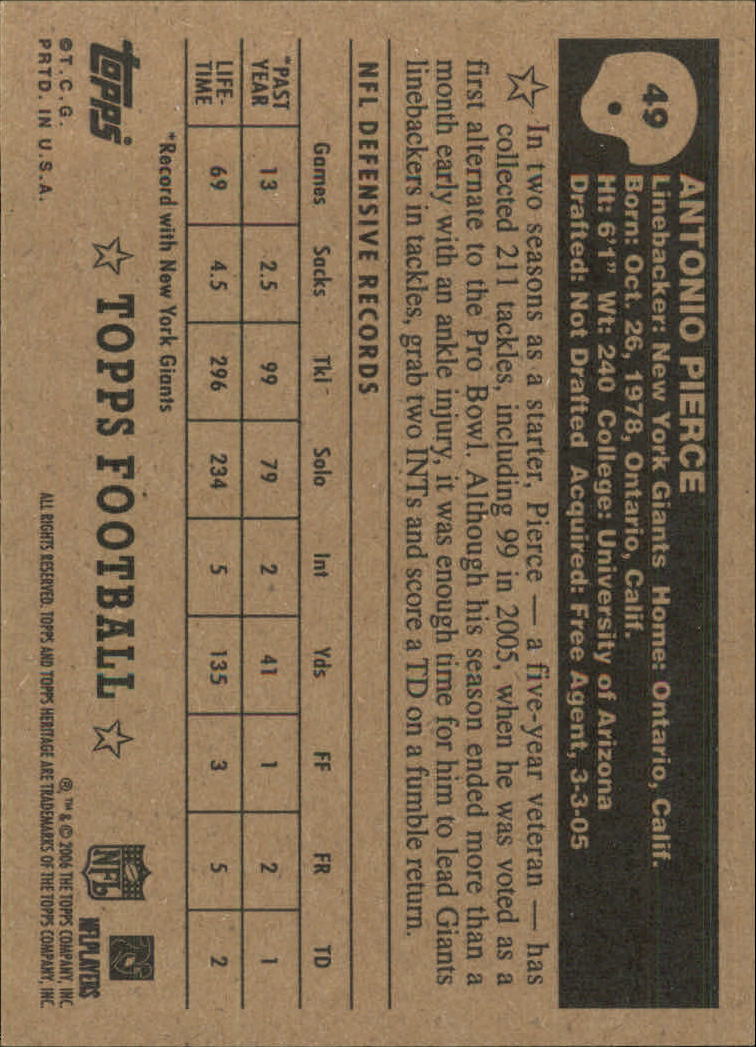 49
ANTONIO PIERCE
Linebacker: New York Giants Home: Ontario, Calif.
Born: Oct. 26, 1978, Ontario, Calif.
Ht: 6'1" Wt: 240 College: University of Arizona
Drafted: Not Drafted Acquired: Free Agent, 3-3-05
In two seasons as a starter, Pierce — a five-year veteran — has
collected 211 tackles, including 99 in 2005, when he was voted as a
first alternate to the Pro Bowl. Although his season ended more than a
month early with an ankle injury, it was enough time for him to lead Giants
linebackers in tackles, grab two INTs and score a TD on a fumble return.
NFL DEFENSIVE RECORDS
Games Sacks Tkl Solo Int Yds FF FR TD
*PAST YEAR 13 2.5 99 79 2 41 1 2 1
LIFE-TIME 69 4.5 296 234 5 135 3 5 2
*Record with New York Giants
topps® ☆ TOPPS FOOTBALL ☆ NFL NFLPLAYERS
©T.C.G.
PRTD. IN U.S.A.
®, ™ & © 2006 THE TOPPS COMPANY, INC.
ALL RIGHTS RESERVED. TOPPS AND TOPPS HERITAGE ARE TRADEMARKS OF THE TOPPS COMPANY, INC.